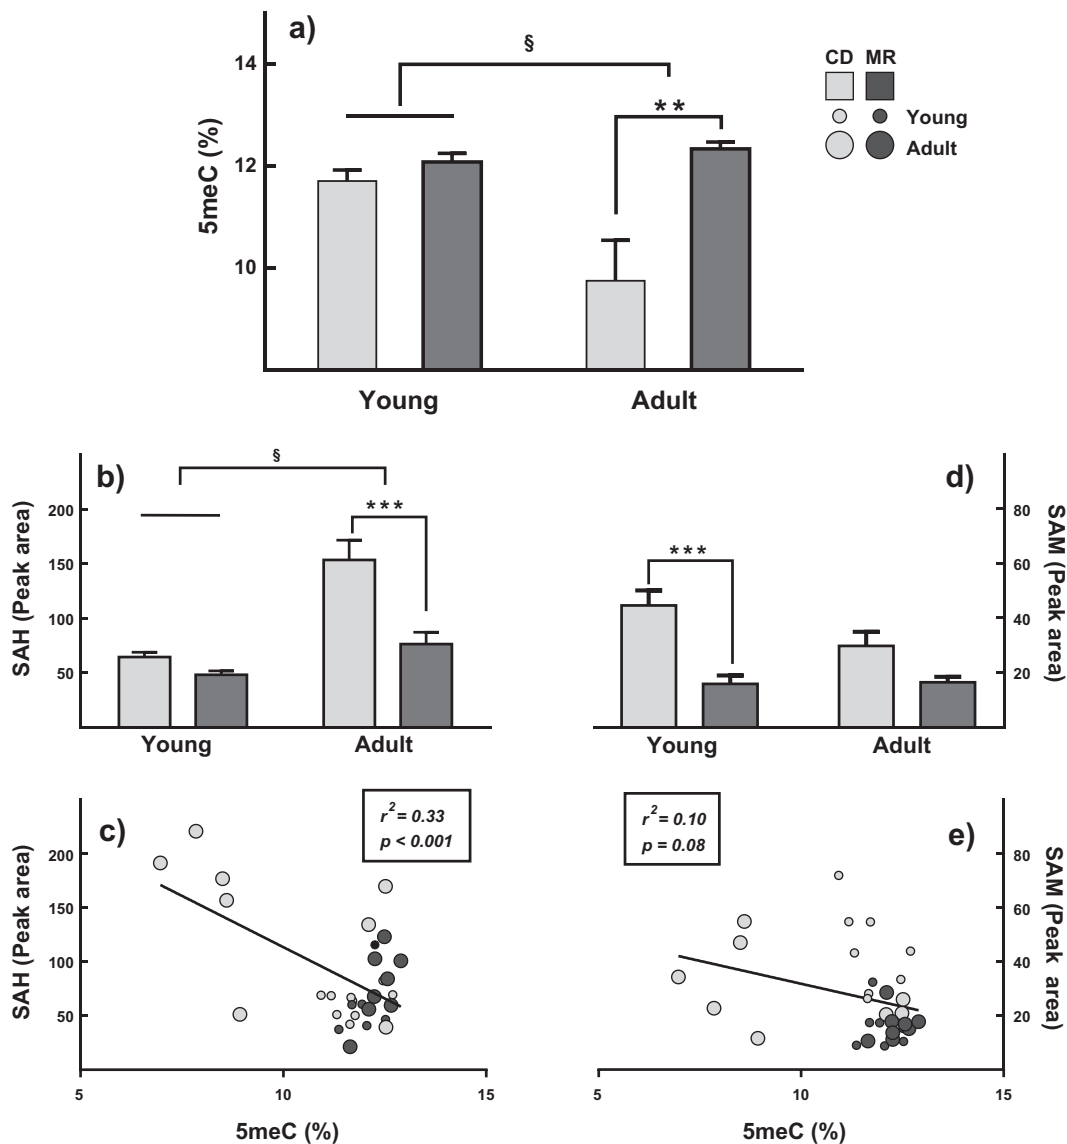 a)
§
14
12
10
5meC (%)
**
CD MR
Young
Adult
Young Adult
b)
§
***
SAH (Peak area)
200
150
100
50
Young Adult
d)
***
SAM (Peak area)
80
60
40
20
Young Adult
c)
r2 = 0.33
p < 0.001
SAH (Peak area)
200
150
100
50
5 10 15
5meC (%)
e)
r2 = 0.10
p = 0.08
SAM (Peak area)
80
60
40
20
5 10 15
5meC (%)